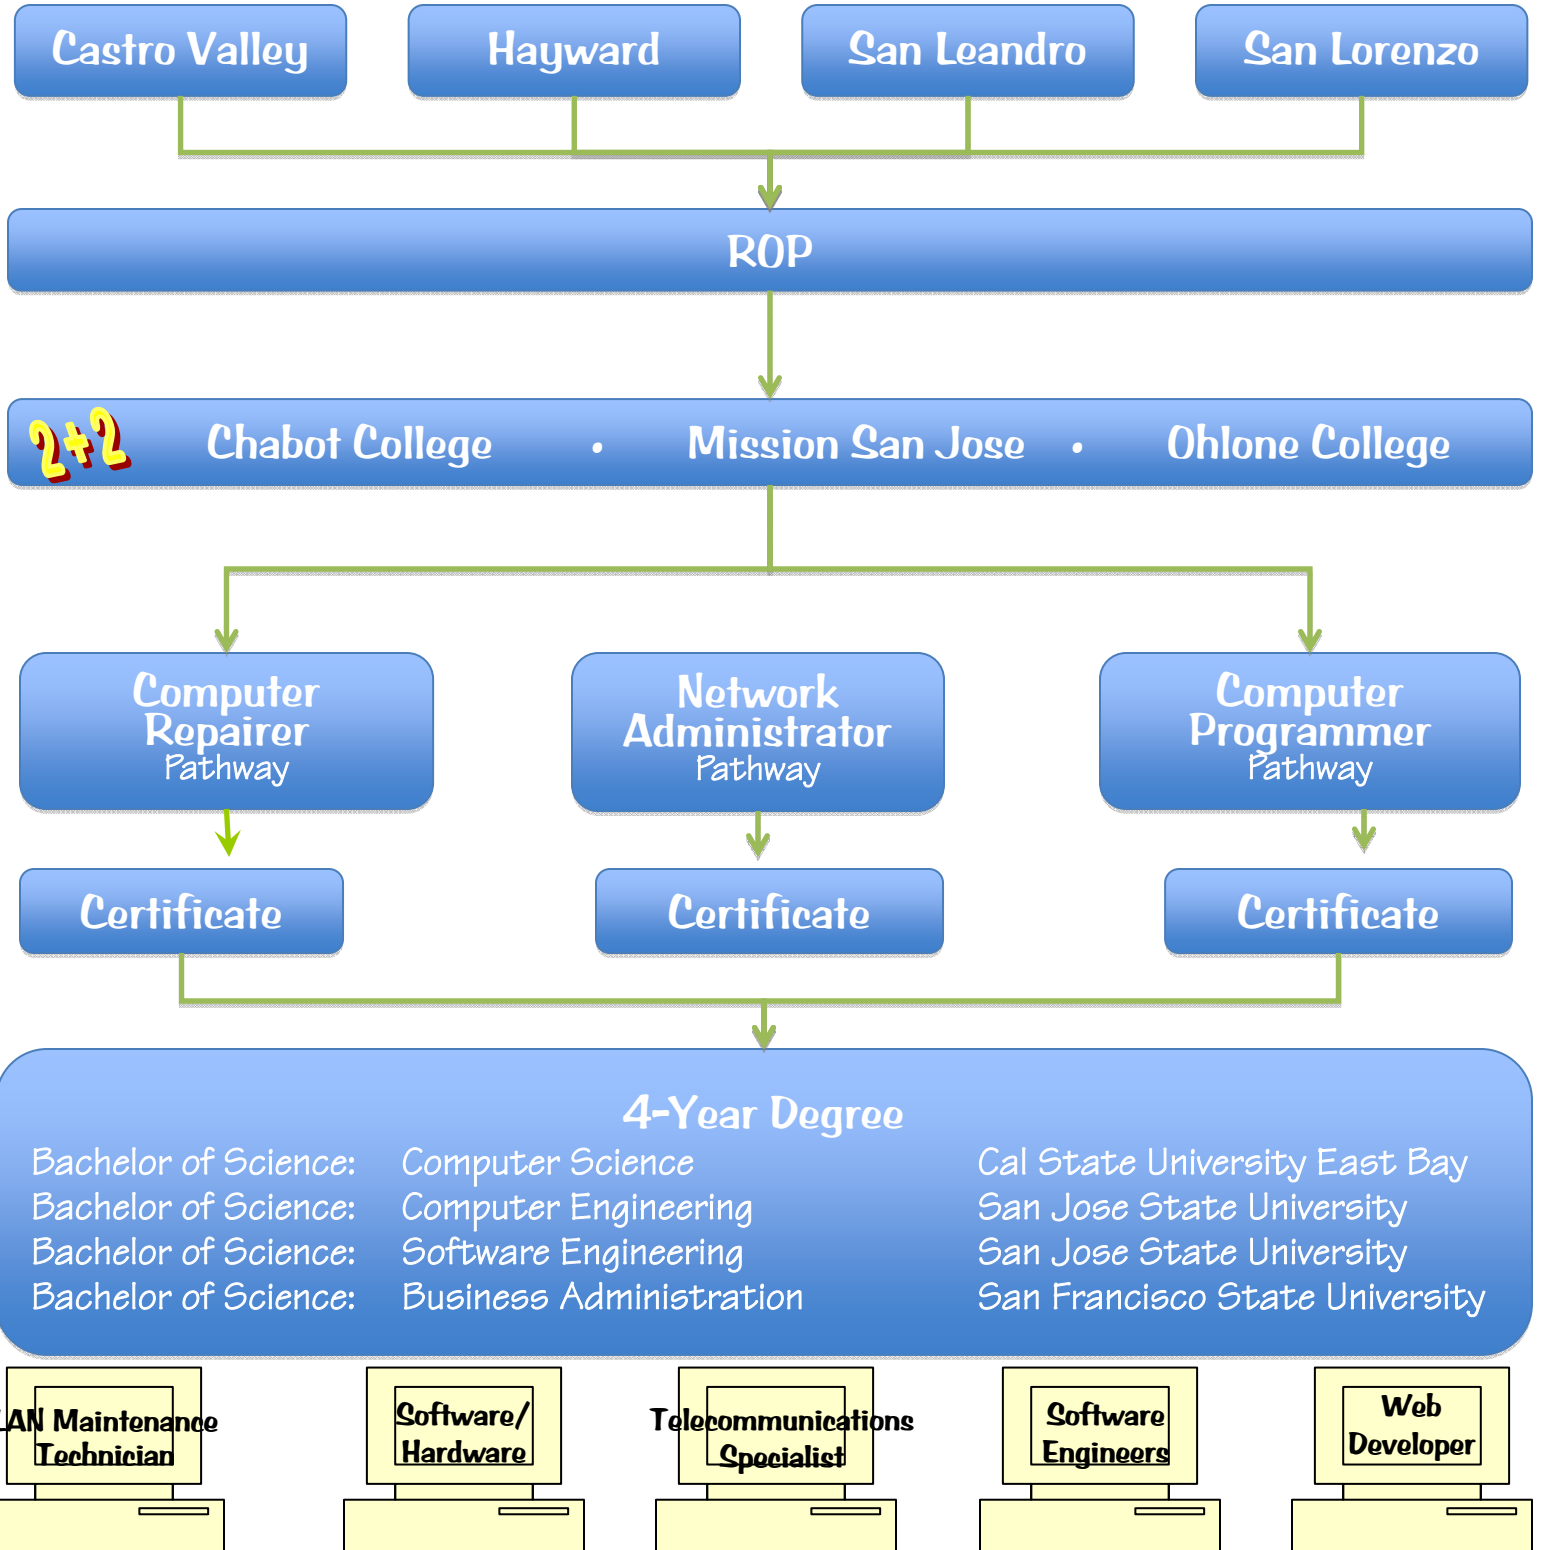 Castro Valley
Hayward
San Leandro
San Lorenzo
ROP
2+2 Chabot College • Mission San Jose • Ohlone College
Computer
Repairer
Pathway
Network
Administrator
Pathway
Computer
Programmer
Pathway
Certificate
Certificate
Certificate
4-Year Degree
Bachelor of Science: Computer Science Cal State University East Bay
Bachelor of Science: Computer Engineering San Jose State University
Bachelor of Science: Software Engineering San Jose State University
Bachelor of Science: Business Administration San Francisco State University
LAN Maintenance
Technician
Software/
Hardware
Telecommunications
Specialist
Software
Engineers
Web
Developer